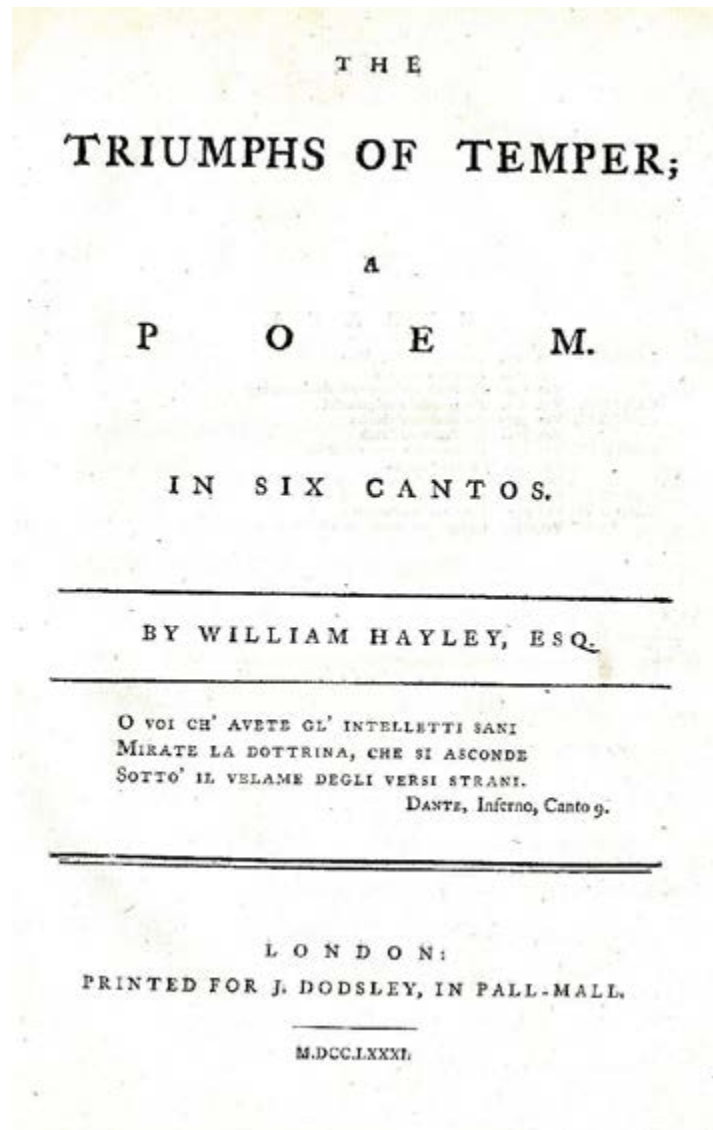 THE
TRIUMPHS OF TEMPER;
A
POEM.
IN SIX CANTOS.
BY WILLIAM HAYLEY, ESQ.
O VOI CH' AVETE GL' INTELLETTI SANI
MIRATE LA DOTTRINA, CHE SI ASCONDE
SOTTO' IL VELAME DEGLI VERSI STRANI.
DANTE, Inferno, Canto 9.
LONDON:
PRINTED FOR J. DODSLEY, IN PALL-MALL.
M.DCC.LXXXI.